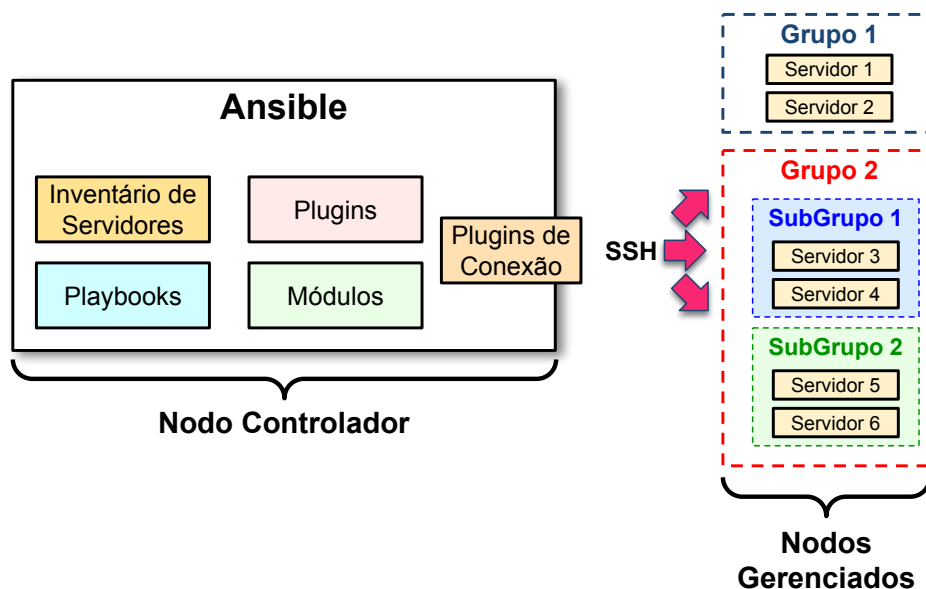 Ansible
Inventário de
Servidores
Plugins
Playbooks
Módulos
Plugins de
Conexão
Nodo Controlador
SSH
Grupo 1
Servidor 1
Servidor 2
Grupo 2
SubGrupo 1
Servidor 3
Servidor 4
SubGrupo 2
Servidor 5
Servidor 6
Nodos
Gerenciados